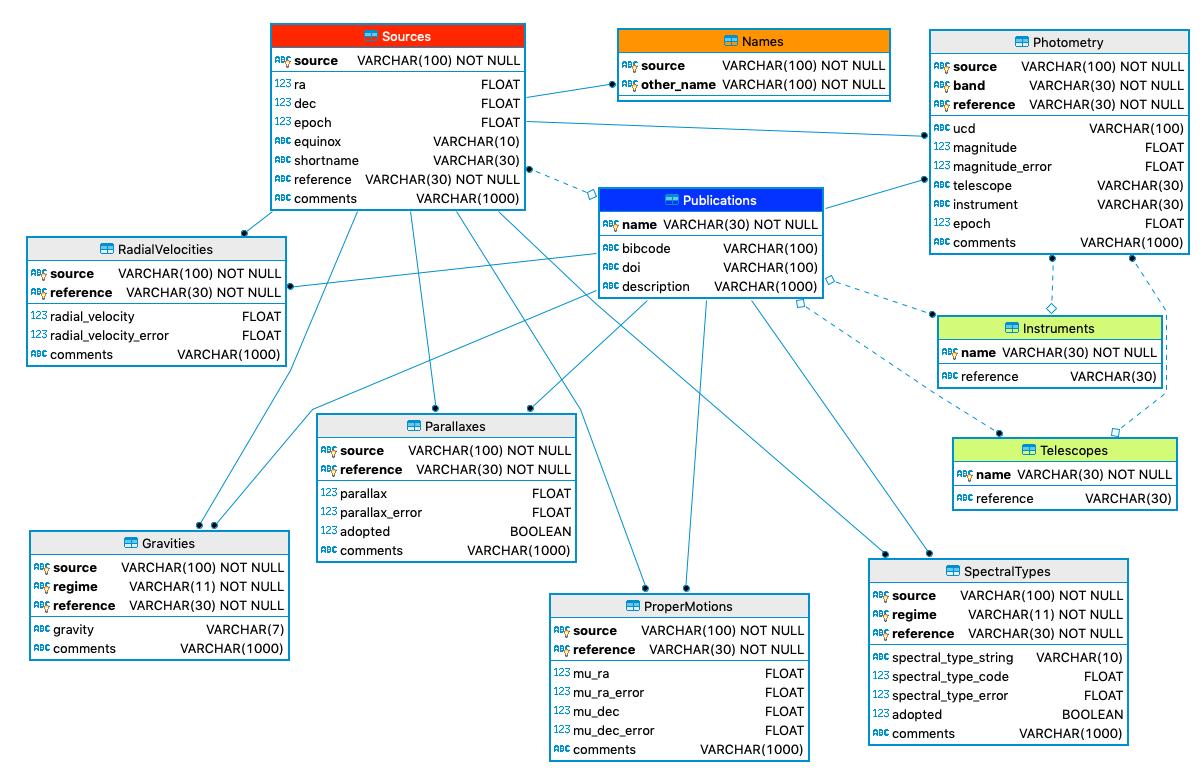 Sources
source VARCHAR(100) NOT NULL
ra FLOAT
dec FLOAT
epoch FLOAT
equinox VARCHAR(10)
shortname VARCHAR(30)
reference VARCHAR(30) NOT NULL
comments VARCHAR(1000)
Names
source VARCHAR(100) NOT NULL
other_name VARCHAR(100) NOT NULL
Photometry
source VARCHAR(100) NOT NULL
band VARCHAR(30) NOT NULL
reference VARCHAR(30) NOT NULL
ucd VARCHAR(100)
magnitude FLOAT
magnitude_error FLOAT
telescope VARCHAR(30)
instrument VARCHAR(30)
epoch FLOAT
comments VARCHAR(1000)
Publications
name VARCHAR(30) NOT NULL
bibcode VARCHAR(100)
doi VARCHAR(100)
description VARCHAR(1000)
RadialVelocities
source VARCHAR(100) NOT NULL
reference VARCHAR(30) NOT NULL
radial_velocity FLOAT
radial_velocity_error FLOAT
comments VARCHAR(1000)
Instruments
name VARCHAR(30) NOT NULL
reference VARCHAR(30)
Parallaxes
source VARCHAR(100) NOT NULL
reference VARCHAR(30) NOT NULL
parallax FLOAT
parallax_error FLOAT
adopted BOOLEAN
comments VARCHAR(1000)
Telescopes
name VARCHAR(30) NOT NULL
reference VARCHAR(30)
Gravities
source VARCHAR(100) NOT NULL
regime VARCHAR(11) NOT NULL
reference VARCHAR(30) NOT NULL
gravity VARCHAR(7)
comments VARCHAR(1000)
ProperMotions
source VARCHAR(100) NOT NULL
reference VARCHAR(30) NOT NULL
mu_ra FLOAT
mu_ra_error FLOAT
mu_dec FLOAT
mu_dec_error FLOAT
comments VARCHAR(1000)
SpectralTypes
source VARCHAR(100) NOT NULL
regime VARCHAR(11) NOT NULL
reference VARCHAR(30) NOT NULL
spectral_type_string VARCHAR(10)
spectral_type_code FLOAT
spectral_type_error FLOAT
adopted BOOLEAN
comments VARCHAR(1000)